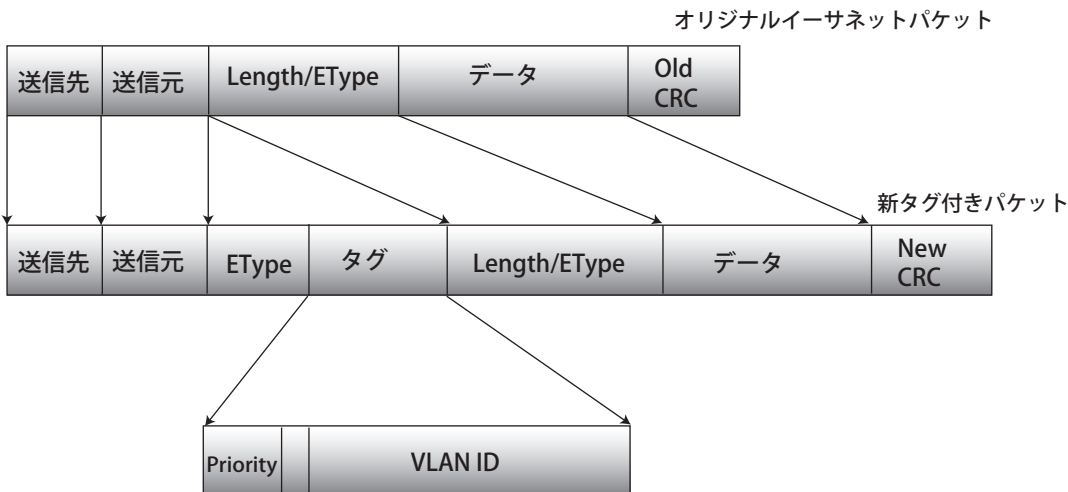 オリジナルイーサネットパケット
送信先 送信元 Length/EType データ Old
CRC
新タグ付きパケット
送信先 送信元 EType タグ Length/EType データ New
CRC
Priority VLAN ID